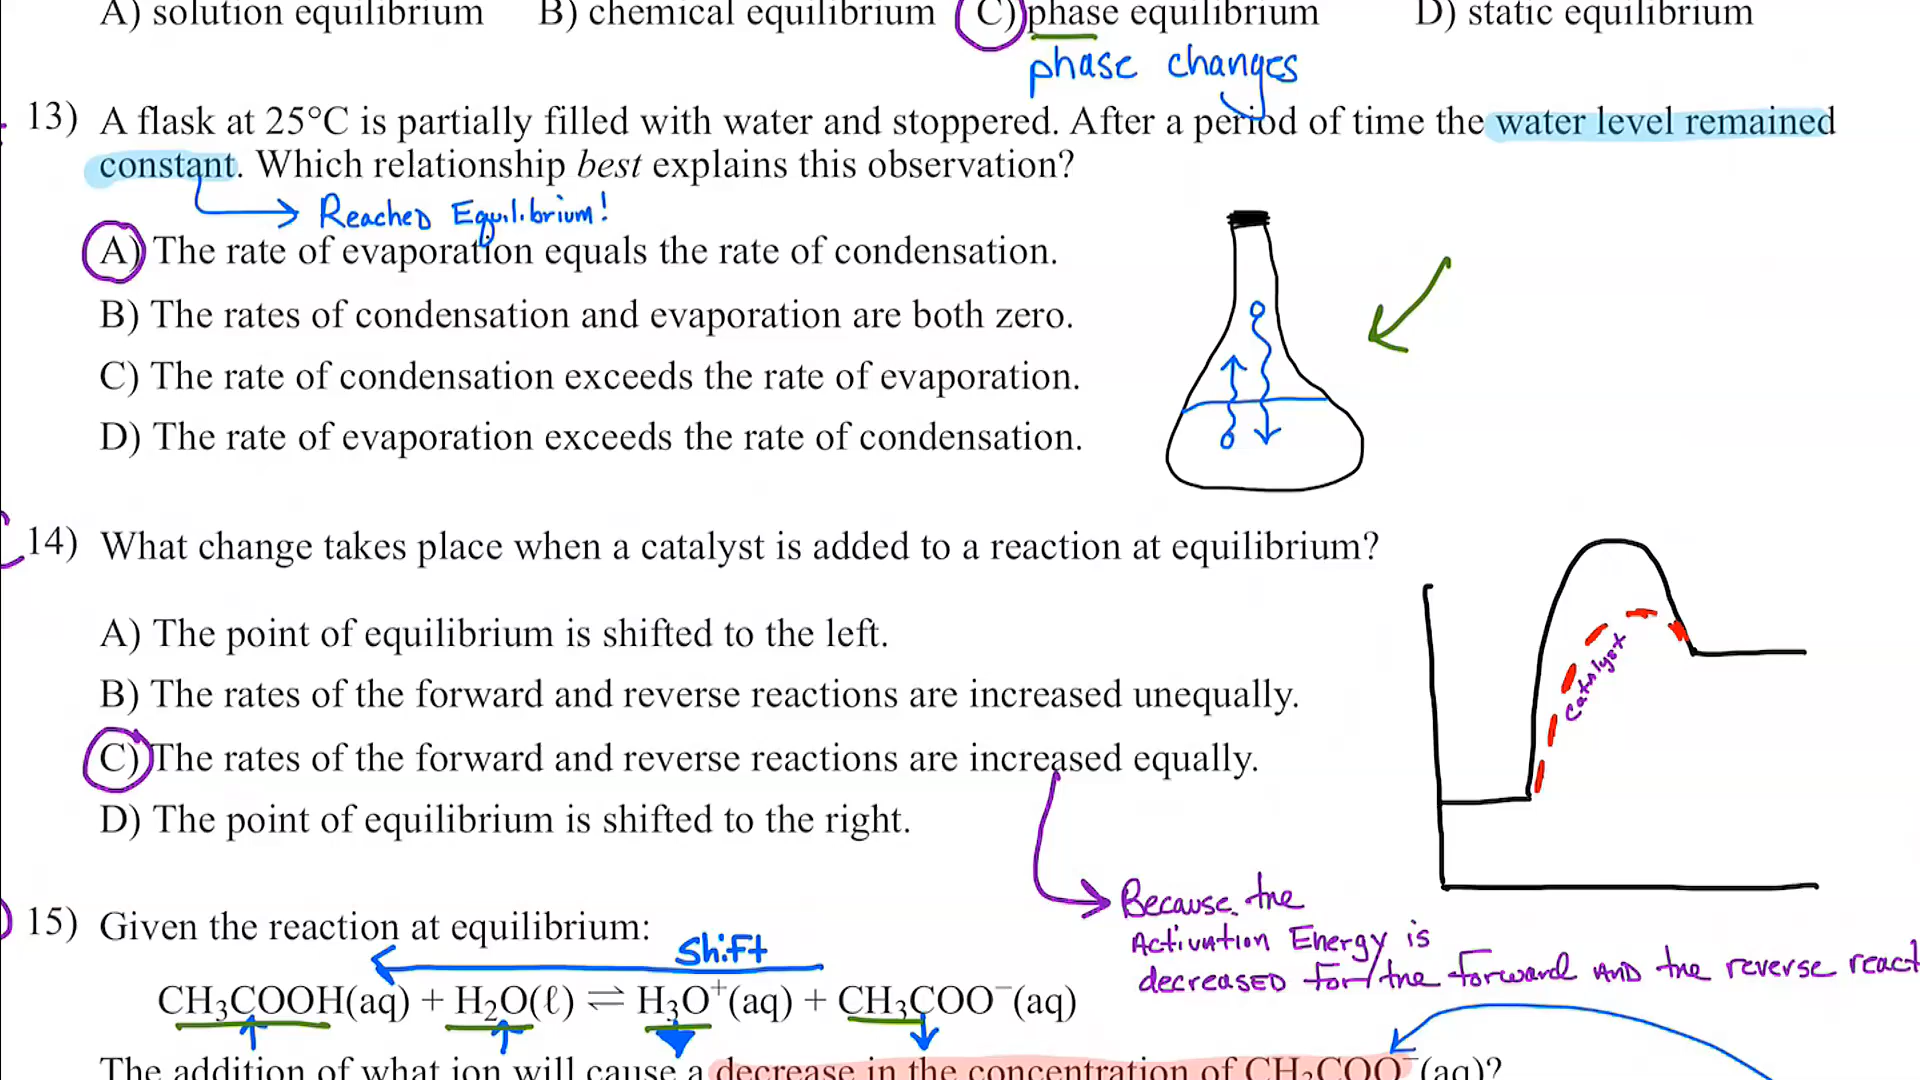 A) solution equilibrium B) chemical equilibrium C) phase equilibrium D) static equilibrium
phase changes
13) A flask at 25°C is partially filled with water and stoppered. After a period of time the water level remained
constant. Which relationship best explains this observation?
Reached Equilibrium!
A) The rate of evaporation equals the rate of condensation.
B) The rates of condensation and evaporation are both zero.
C) The rate of condensation exceeds the rate of evaporation.
D) The rate of evaporation exceeds the rate of condensation.
14) What change takes place when a catalyst is added to a reaction at equilibrium?
A) The point of equilibrium is shifted to the left.
B) The rates of the forward and reverse reactions are increased unequally.
C) The rates of the forward and reverse reactions are increased equally.
D) The point of equilibrium is shifted to the right.
catalyst
Because the
Activation Energy is
decreased for the forward AND the reverse react
15) Given the reaction at equilibrium:
Shift
CH₃COOH(aq) + H₂O(ℓ) ⇌ H₃O⁺(aq) + CH₃COO⁻(aq)
The addition of what ion will cause a decrease in the concentration of CH₃COO⁻(aq)?